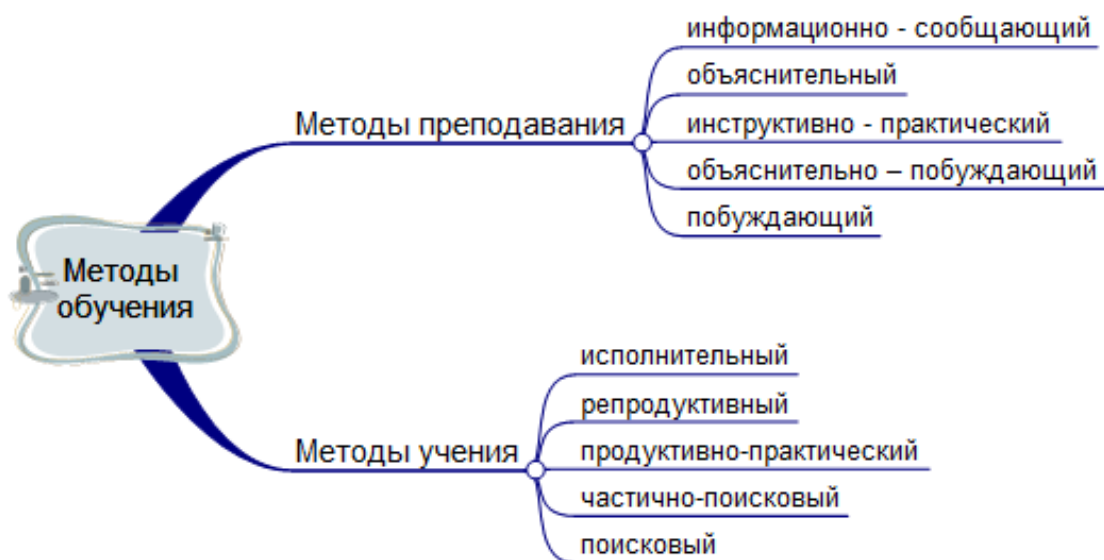 Методы
обучения
Методы преподавания
информационно - сообщающий
объяснительный
инструктивно - практический
объяснительно – побуждающий
побуждающий
Методы учения
исполнительный
репродуктивный
продуктивно-практический
частично-поисковый
поисковый